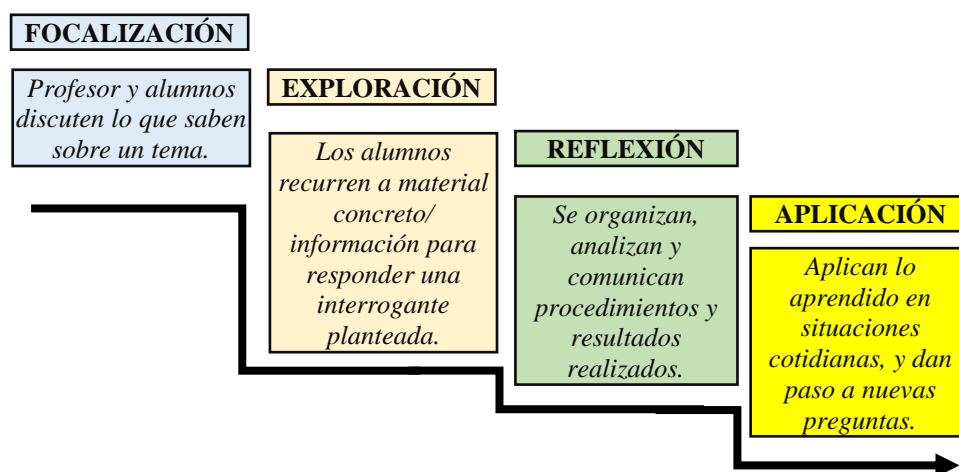 FOCALIZACIÓN
Profesor y alumnos
discuten lo que saben
sobre un tema.
EXPLORACIÓN
Los alumnos
recurren a material
concreto/
información para
responder una
interrogante
planteada.
REFLEXIÓN
Se organizan,
analizan y
comunican
procedimientos y
resultados
realizados.
APLICACIÓN
Aplican lo
aprendido en
situaciones
cotidianas, y dan
paso a nuevas
preguntas.